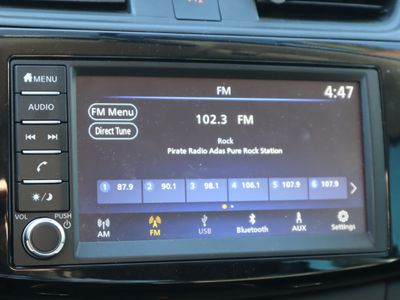 MENU
FM
4:47
AUDIO
FM Menu
102.3 FM
Direct Tune
Rock
Pirate Radio Adas Pure Rock Station
1 87.9 2 90.1 3 98.1 4 106.1 5 107.9 6 107.9
VOL PUSH
AM FM USB Bluetooth AUX Settings